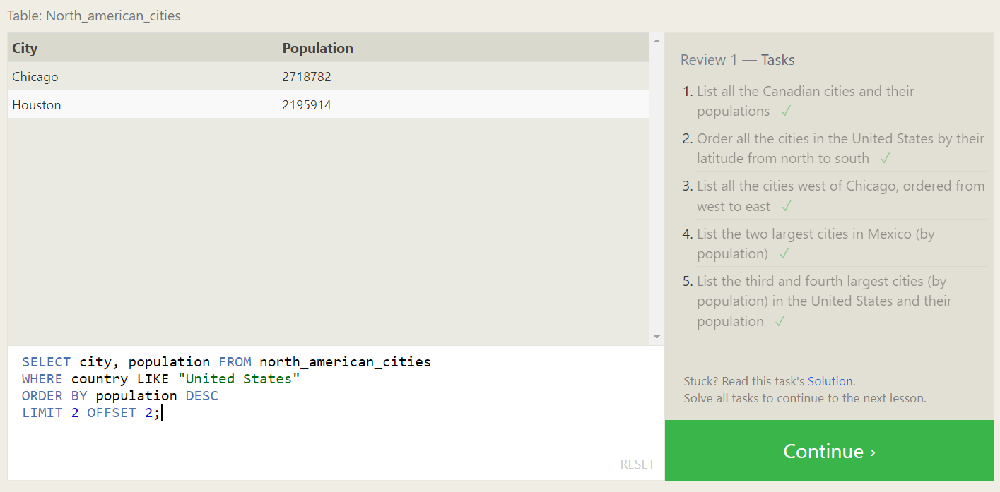 Table: North_american_cities
City Population
Chicago 2718782
Houston 2195914
SELECT city, population FROM north_american_cities
WHERE country LIKE "United States"
ORDER BY population DESC
LIMIT 2 OFFSET 2;
RESET
Review 1 — Tasks
1. List all the Canadian cities and their
populations ✓
2. Order all the cities in the United States by their
latitude from north to south ✓
3. List all the cities west of Chicago, ordered from
west to east ✓
4. List the two largest cities in Mexico (by
population) ✓
5. List the third and fourth largest cities (by
population) in the United States and their
population ✓
Stuck? Read this task's Solution.
Solve all tasks to continue to the next lesson.
Continue ›